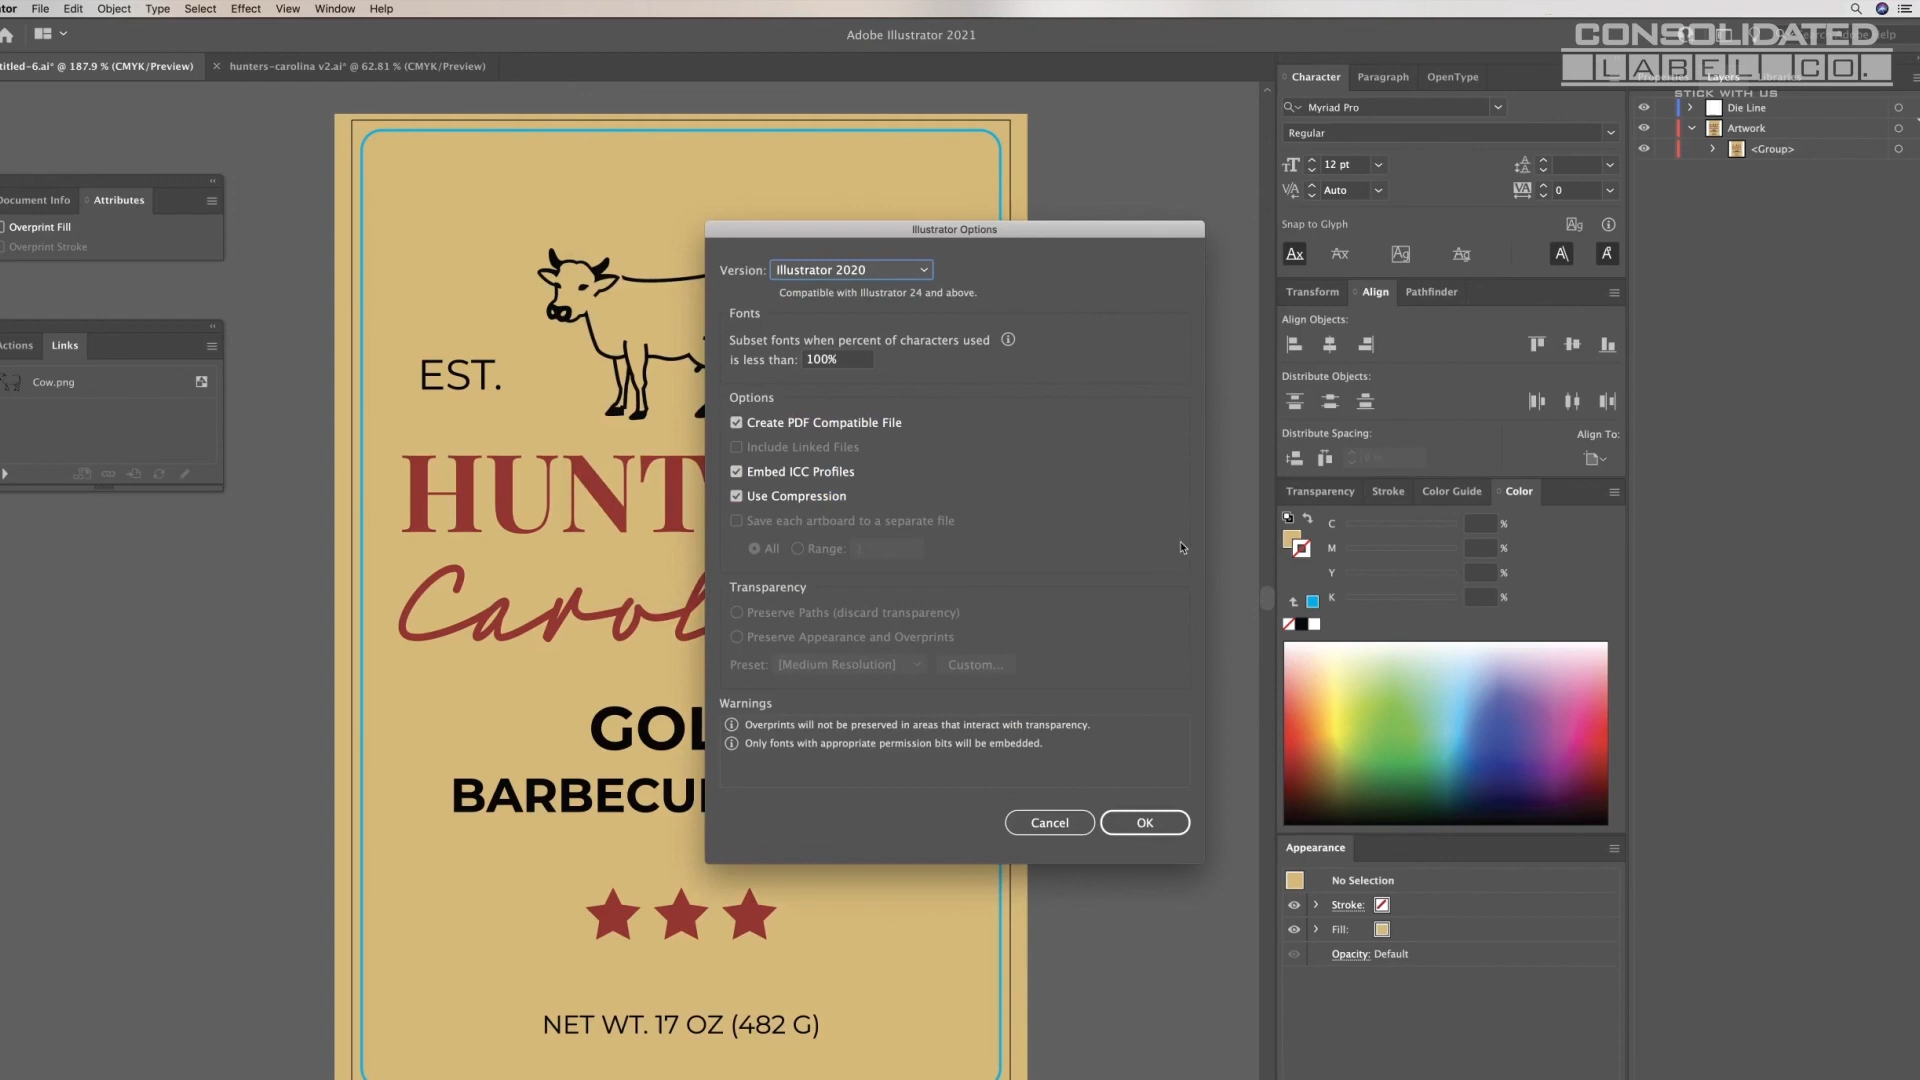 tor File Edit Object Type Select Effect View Window Help
Adobe Illustrator 2021
CONSOLIDATED
LABEL CO.
STICK WITH US
Help
titled-6.ai* @ 187.9 % (CMYK/Preview)
× hunters-carolina v2.ai* @ 62.81 % (CMYK/Preview)
Document Info
Attributes
Overprint Fill
Overprint Stroke
Actions
Links
Cow.png
EST.
HUNT
Carol
GOL
BARBECU
NET WT. 17 OZ (482 G)
Illustrator Options
Version: Illustrator 2020
Compatible with Illustrator 24 and above.
Fonts
Subset fonts when percent of characters used
is less than: 100%
Options
Create PDF Compatible File
Include Linked Files
Embed ICC Profiles
Use Compression
Save each artboard to a separate file
All Range: 1
Transparency
Preserve Paths (discard transparency)
Preserve Appearance and Overprints
Preset: [Medium Resolution] Custom...
Warnings
Overprints will not be preserved in areas that interact with transparency.
Only fonts with appropriate permission bits will be embedded.
Cancel OK
Character Paragraph OpenType
Myriad Pro
Regular
12 pt
Auto 0
Snap to Glyph
Transform Align Pathfinder
Align Objects:
Distribute Objects:
Distribute Spacing: Align To:
0 in
Transparency Stroke Color Guide Color
C %
M %
Y %
K %
Appearance
No Selection
Stroke:
Fill:
Opacity: Default
Properties Layers Libraries
Die Line
Artwork
<Group>